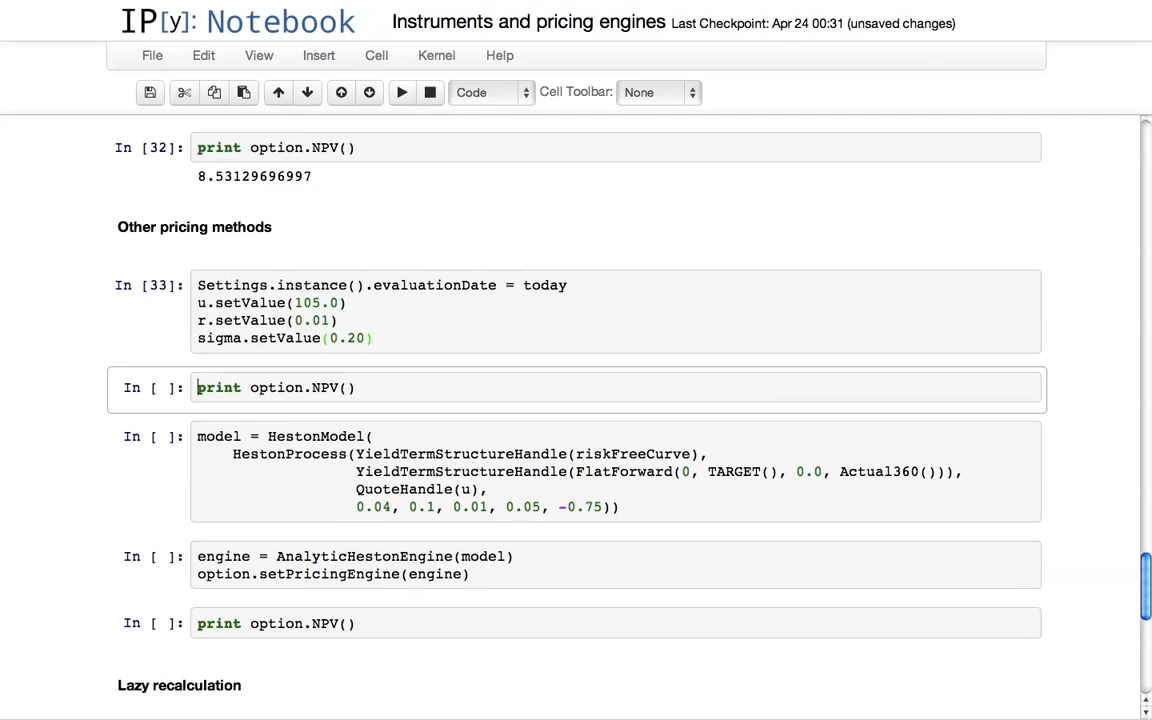 IP[y]: Notebook Instruments and pricing engines Last Checkpoint: Apr 24 00:31 (unsaved changes)
File Edit View Insert Cell Kernel Help
Code Cell Toolbar: None
In [32]: print option.NPV()
8.53129696997
Other pricing methods
In [33]: Settings.instance().evaluationDate = today
u.setValue(105.0)
r.setValue(0.01)
sigma.setValue(0.20)
In [ ]: print option.NPV()
In [ ]: model = HestonModel(
HestonProcess(YieldTermStructureHandle(riskFreeCurve),
YieldTermStructureHandle(FlatForward(0, TARGET(), 0.0, Actual360())),
QuoteHandle(u),
0.04, 0.1, 0.01, 0.05, -0.75))
In [ ]: engine = AnalyticHestonEngine(model)
option.setPricingEngine(engine)
In [ ]: print option.NPV()
Lazy recalculation